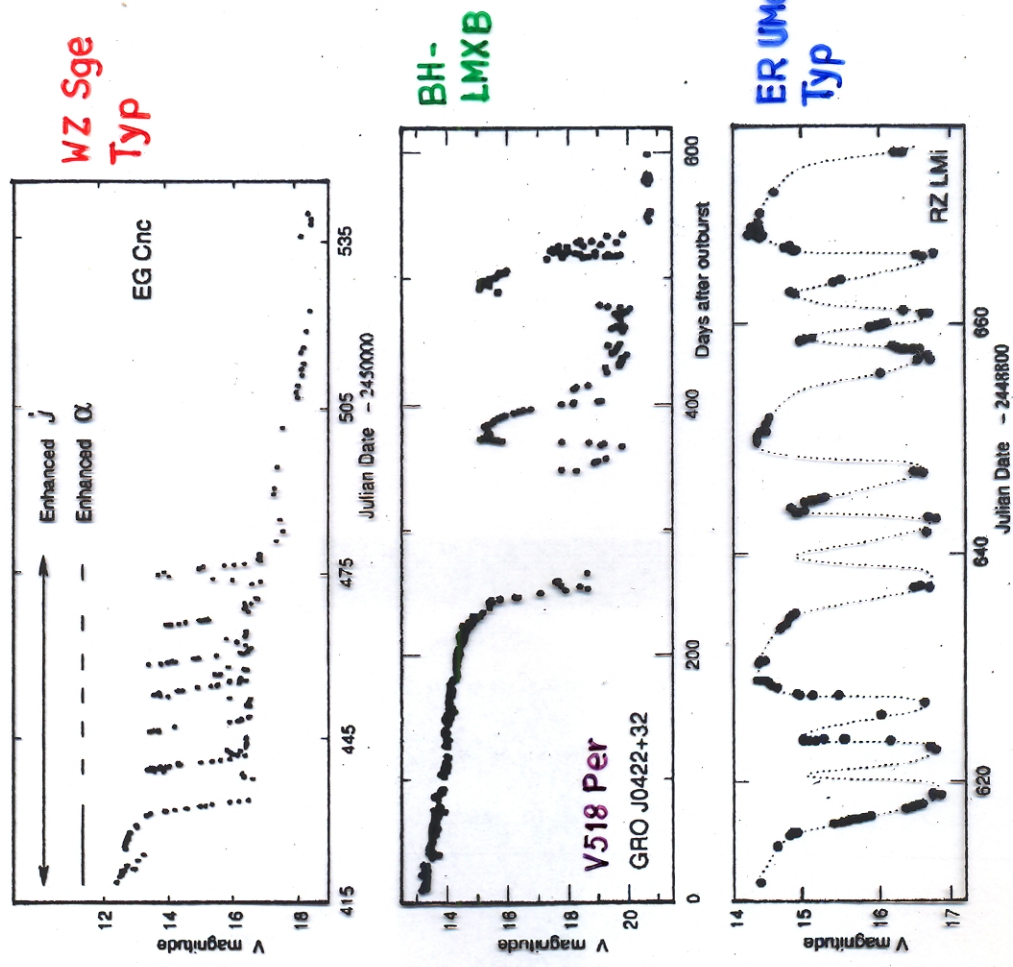 WZ Sge
Typ
Enhanced j
Enhanced α
EG Cnc
12
14
16
18
V magnitude
415
445
475
505
535
Julian Date - 2450000
BH-
LMXB
V518 Per
GRO J0422+32
14
16
18
20
V magnitude
0
200
400
600
Days after outburst
ER UMa
Typ
RZ LMi
14
15
16
17
V magnitude
620
640
660
Julian Date - 2448800